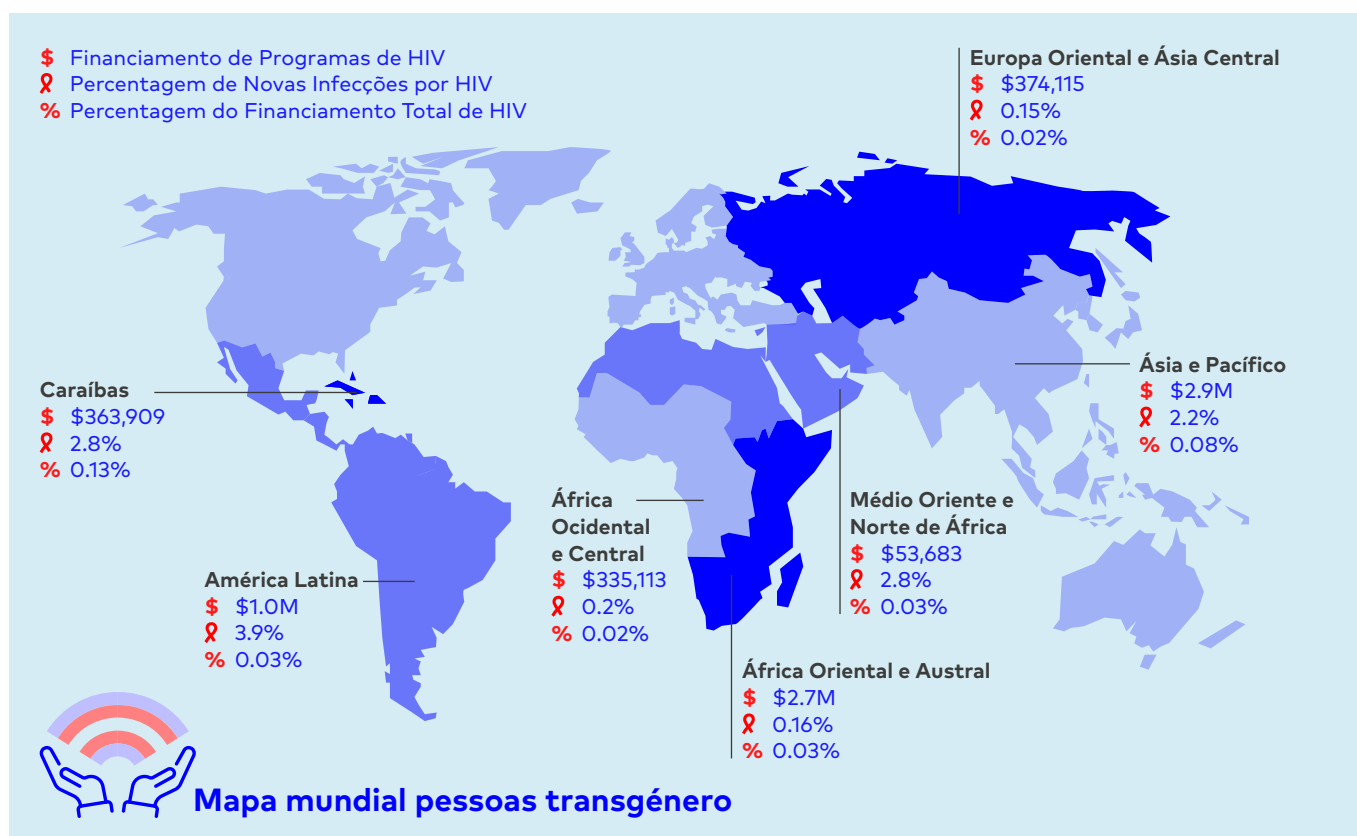 $ Financiamento de Programas de HIV
Percentagem de Novas Infecções por HIV
% Percentagem do Financiamento Total de HIV
Europa Oriental e Ásia Central
$ $374,115
0.15%
% 0.02%
Ásia e Pacífico
$ $2.9M
2.2%
% 0.08%
Caraíbas
$ $363,909
2.8%
% 0.13%
África
Ocidental
e Central
$ $335,113
0.2%
% 0.02%
Médio Oriente e
Norte de África
$ $53,683
2.8%
% 0.03%
América Latina
$ $1.0M
3.9%
% 0.03%
África Oriental e Austral
$ $2.7M
0.16%
% 0.03%
Mapa mundial pessoas transgénero